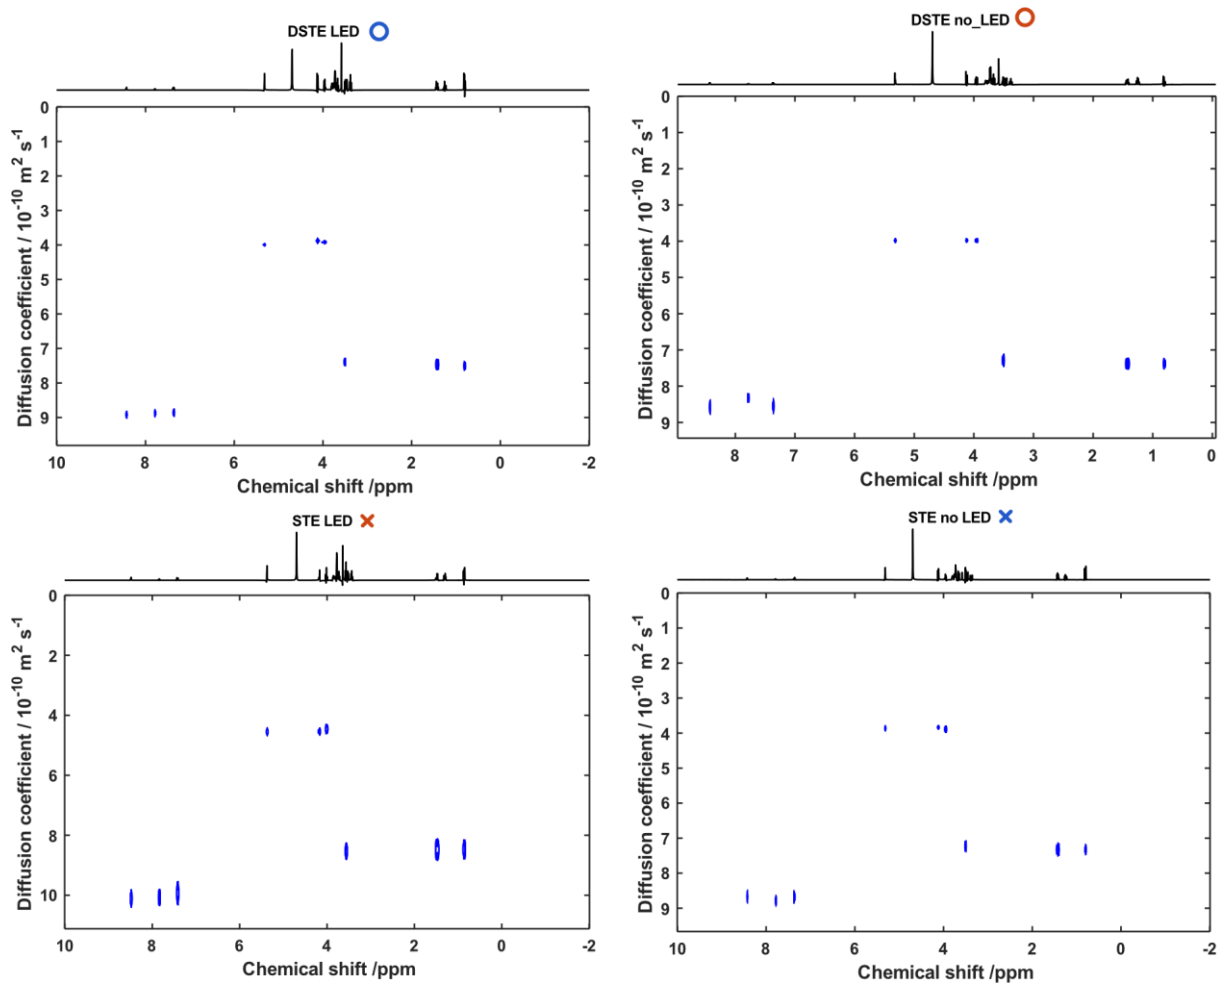 DSTE LED
0
1
2
3
4
5
6
7
8
9
Diffusion coefficient / 10⁻¹⁰ m² s⁻¹
10 8 6 4 2 0 -2
Chemical shift /ppm
DSTE no_LED
0
1
2
3
4
5
6
7
8
9
Diffusion coefficient / 10⁻¹⁰ m² s⁻¹
8 7 6 5 4 3 2 1 0
Chemical shift /ppm
STE LED
0
2
4
6
8
10
Diffusion coefficient / 10⁻¹⁰ m² s⁻¹
10 8 6 4 2 0 -2
Chemical shift /ppm
STE no LED
0
1
2
3
4
5
6
7
8
9
Diffusion coefficient / 10⁻¹⁰ m² s⁻¹
10 8 6 4 2 0 -2
Chemical shift /ppm